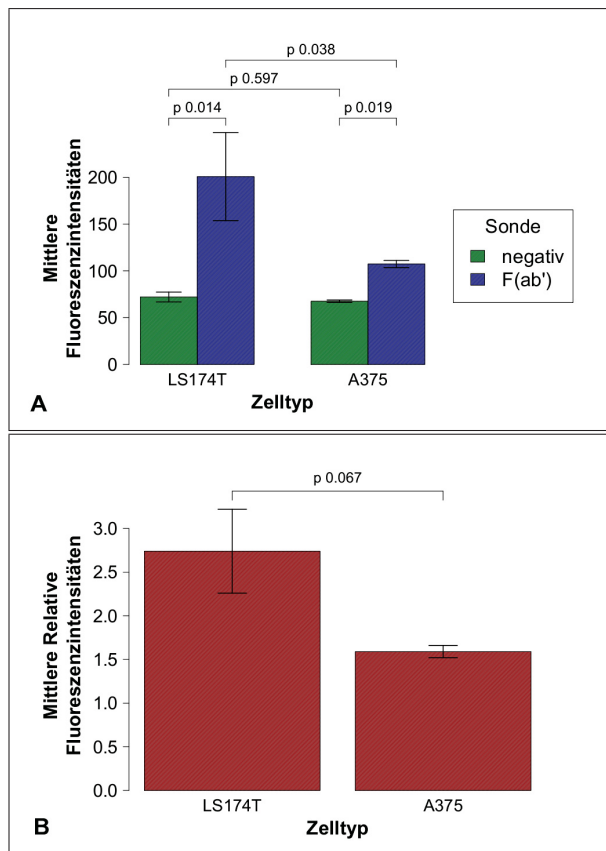 p 0.038
p 0.597
p 0.014
p 0.019
Mittlere
Fluoreszenzintensitäten
200
150
100
50
0
LS174T
A375
Zelltyp
A
Sonde
negativ
F(ab')
p 0.067
Mittlere Relative
Fluoreszenzintensitäten
3.0
2.5
2.0
1.5
1.0
0.5
0.0
LS174T
A375
Zelltyp
B